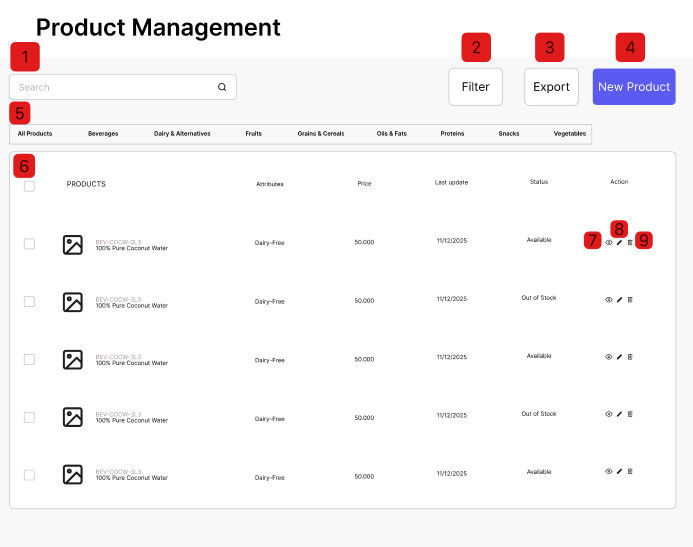 Product Management
1
2
3
4
Search
Filter
Export
New Product
5
All Products Beverages Dairy & Alternatives Fruits Grains & Cereals Oils & Fats Proteins Snacks Vegetables
6
PRODUCTS Attributes Price Last update Status Action
7
8
9
BEV-COCW-3L3
100% Pure Coconut Water Dairy-Free 50.000 11/12/2025 Available
BEV-COCW-3L3
100% Pure Coconut Water Dairy-Free 50.000 11/12/2025 Out of Stock
BEV-COCW-3L3
100% Pure Coconut Water Dairy-Free 50.000 11/12/2025 Available
BEV-COCW-3L3
100% Pure Coconut Water Dairy-Free 50.000 11/12/2025 Out of Stock
BEV-COCW-3L3
100% Pure Coconut Water Dairy-Free 50.000 11/12/2025 Available